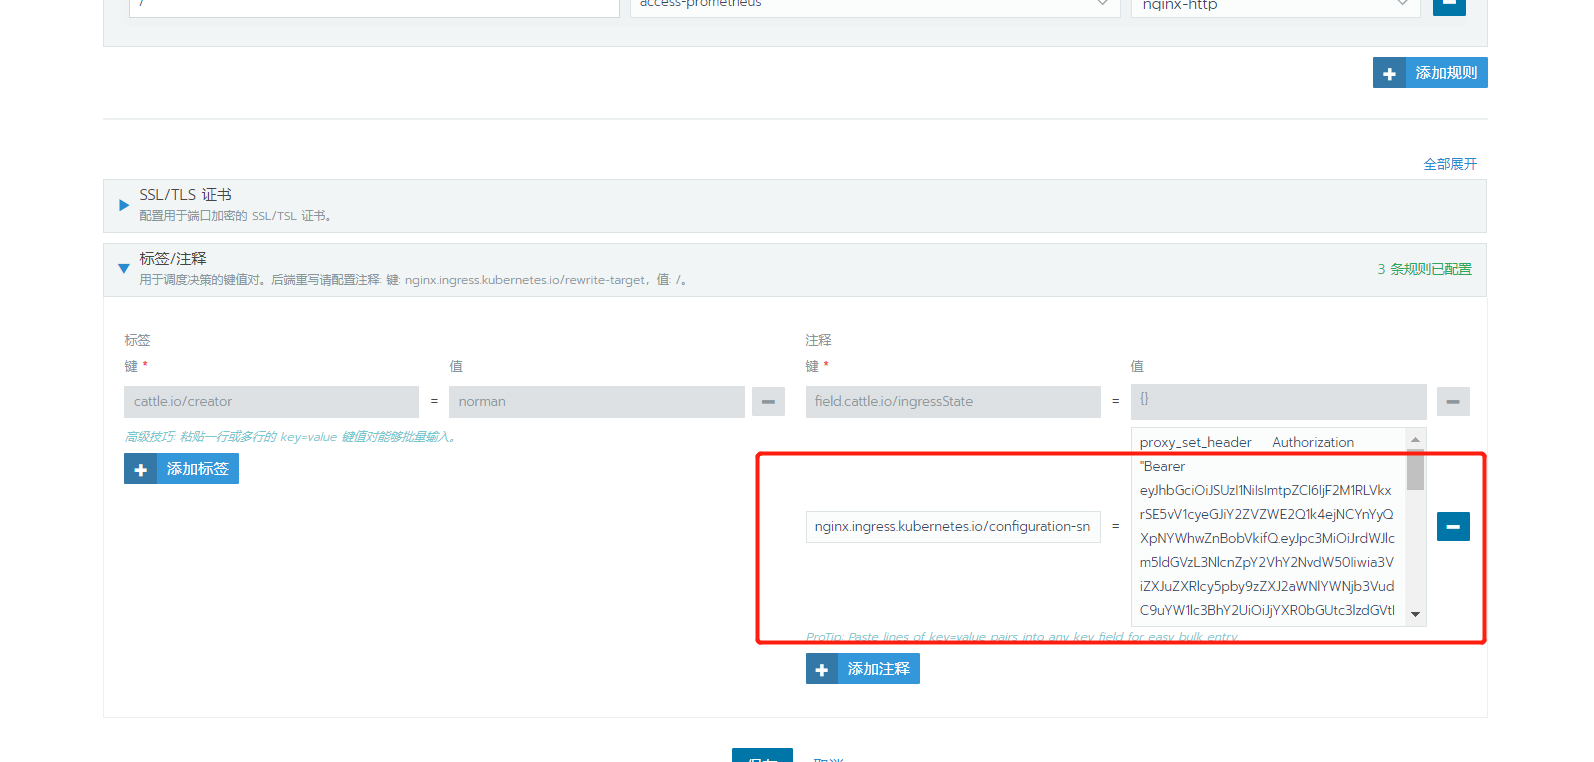 /
access-prometheus
nginx-http
添加规则
全部展开
SSL/TLS 证书
配置用于端口加密的 SSL/TSL 证书。
标签/注释
用于调度决策的键值对。后端重写请配置注释: 键: nginx.ingress.kubernetes.io/rewrite-target，值: /。
3 条规则已配置
标签
注释
键 *
值
键 *
值
cattle.io/creator = norman
field.cattle.io/ingressState = {}
高级技巧: 粘贴一行或多行的 key=value 键值对能够批量输入。
添加标签
proxy_set_header Authorization
"Bearer
eyJhbGciOiJSUzI1NiIsImtpZCI6IjF2M1RLVkx
rSE5vV1cyeGJiY2ZVZWE2Q1k4ejNCYnYyQ
nginx.ingress.kubernetes.io/configuration-sn =
XpNYWhwZnBobVkifQ.eyJpc3MiOiJrdWJlc
m5ldGVzL3NlcnZpY2VhY2NvdW50Iiwia3V
iZXJuZXRlcy5pby9zZXJ2aWNlYWNjb3Vud
C9uYW1lc3BhY2UiOiJjYXR0bGUtc3lzdGVtI
ProTip: Paste lines of key=value pairs into any key field for easy bulk entry.
添加注释
保存
取消